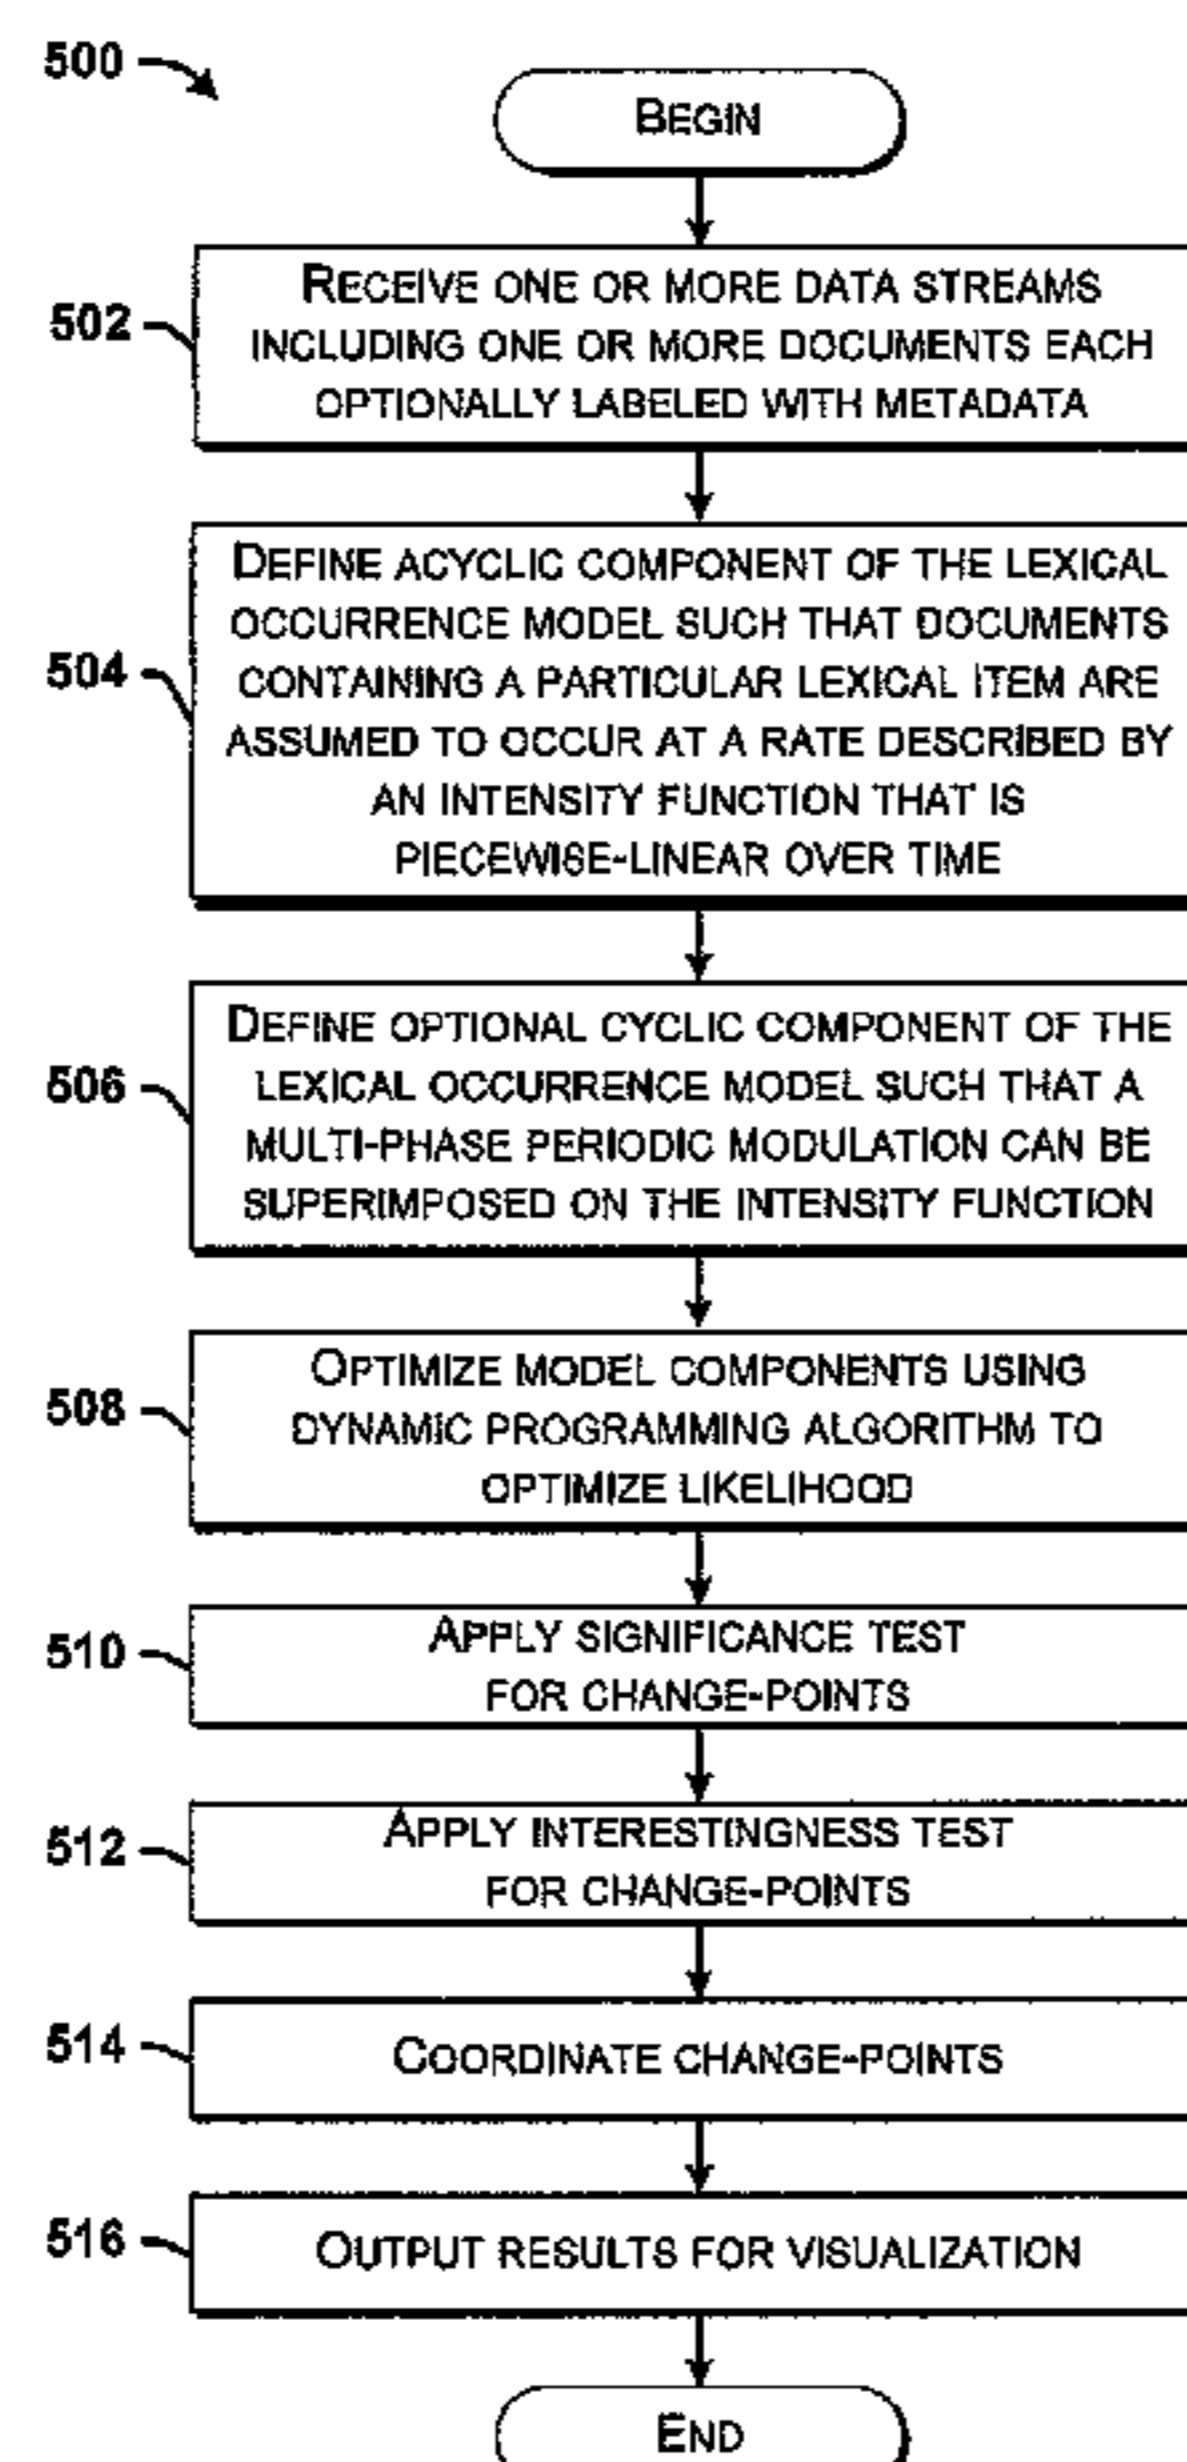 500
BEGIN
502
RECEIVE ONE OR MORE DATA STREAMS
INCLUDING ONE OR MORE DOCUMENTS EACH
OPTIONALLY LABELED WITH METADATA
504
DEFINE ACYCLIC COMPONENT OF THE LEXICAL
OCCURRENCE MODEL SUCH THAT DOCUMENTS
CONTAINING A PARTICULAR LEXICAL ITEM ARE
ASSUMED TO OCCUR AT A RATE DESCRIBED BY
AN INTENSITY FUNCTION THAT IS
PIECEWISE-LINEAR OVER TIME
506
DEFINE OPTIONAL CYCLIC COMPONENT OF THE
LEXICAL OCCURRENCE MODEL SUCH THAT A
MULTI-PHASE PERIODIC MODULATION CAN BE
SUPERIMPOSED ON THE INTENSITY FUNCTION
508
OPTIMIZE MODEL COMPONENTS USING
DYNAMIC PROGRAMMING ALGORITHM TO
OPTIMIZE LIKELIHOOD
510
APPLY SIGNIFICANCE TEST
FOR CHANGE-POINTS
512
APPLY INTERESTINGNESS TEST
FOR CHANGE-POINTS
514
COORDINATE CHANGE-POINTS
516
OUTPUT RESULTS FOR VISUALIZATION
END